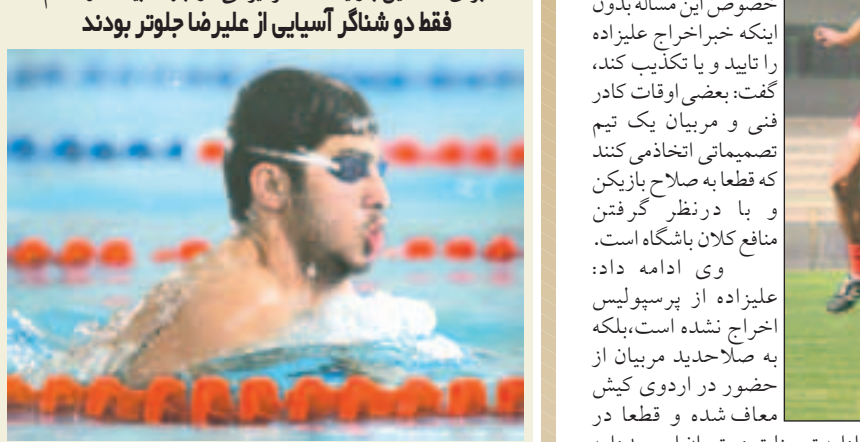 فقط دو شناگر آسیایی از علیرضا جلوتر بودند
خصوص این مساله بدون
اینکه خبر اخراج علیزاده
را تایید و یا تکذیب کند،
گفت: بعضی اوقات کادر
فنی و مربیان یک تیم
تصمیماتی اتخاذمی کنند
که قطعا به صلاح بازیکن
و با درنظر گرفتن
منافع کلان باشگاه است.
وی ادامه داد:
علیزاده از پرسپولیس
اخراج نشده است،بلکه
به صلاحدید مربیان از
حضور در اردوی کیش
معاف شده و قطعا در